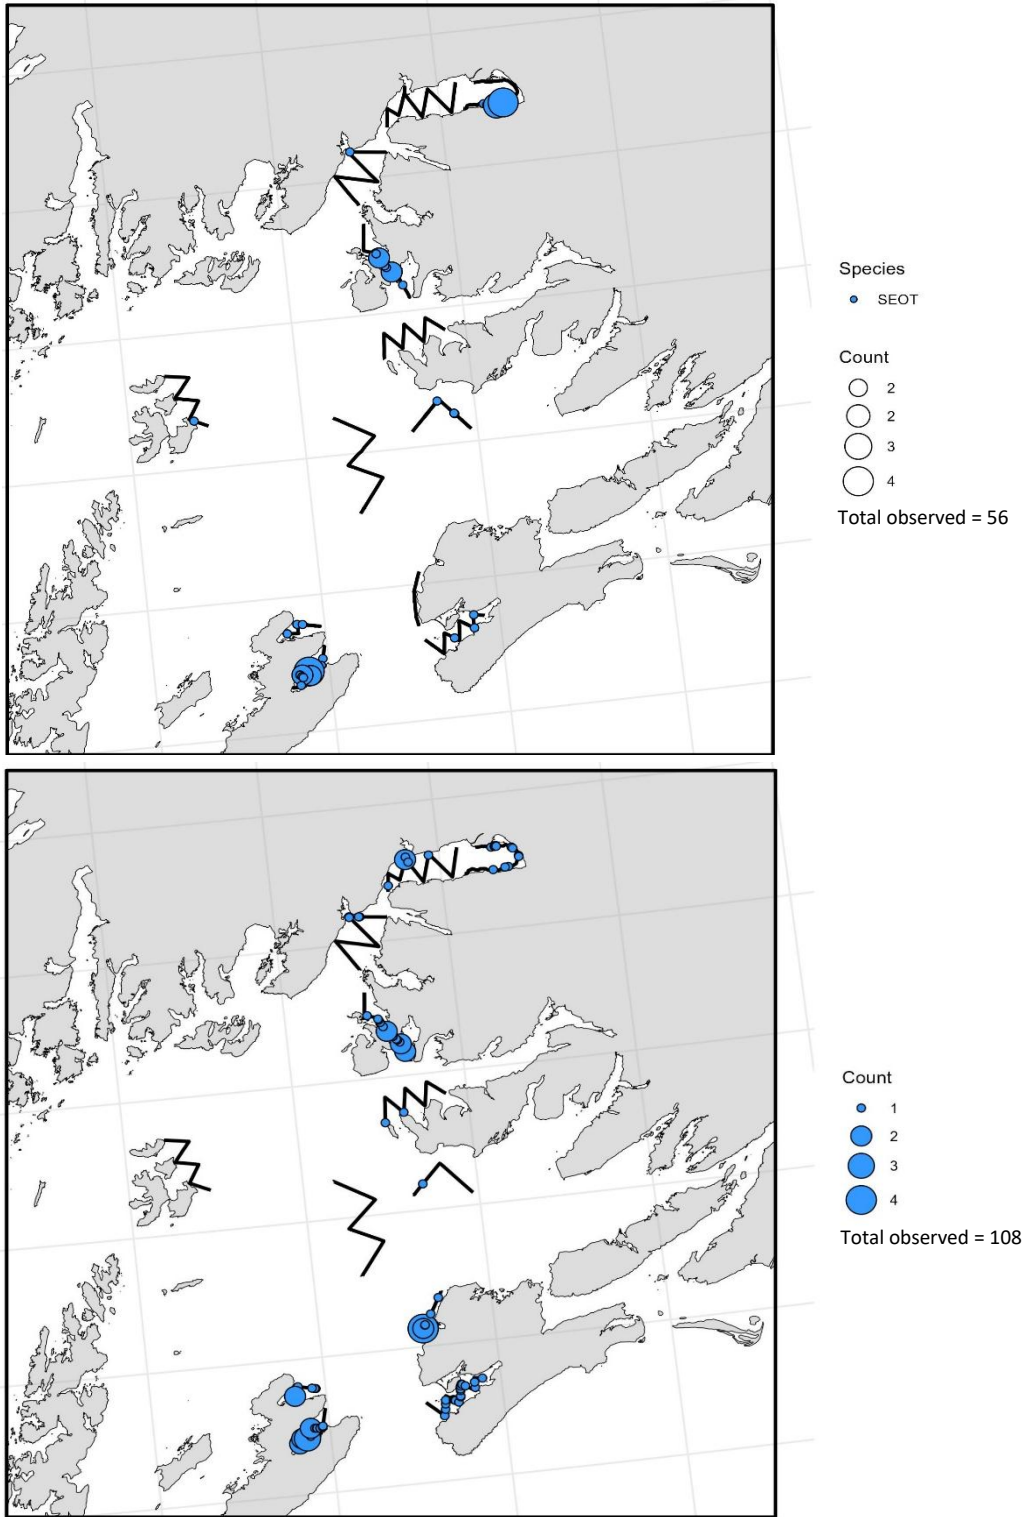 Species
SEOT
Count
2
2
3
4
Total observed = 56
Count
1
2
3
4
Total observed = 108